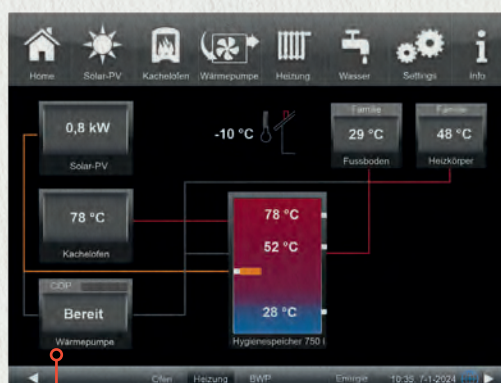 Home Solar-PV Kachelofen Wärmepumpe Heizung Wasser Settings Info
Familie Familie
0,8 kW -10 °C 29 °C 48 °C
Solar-PV Fussboden Heizkörper
78 °C 78 °C
Kachelofen 52 °C
COP
Bereit 28 °C
Wärmepumpe Hygienespeicher 750 l
Ofen Heizung BWP Energie 10:35 7-1-2024